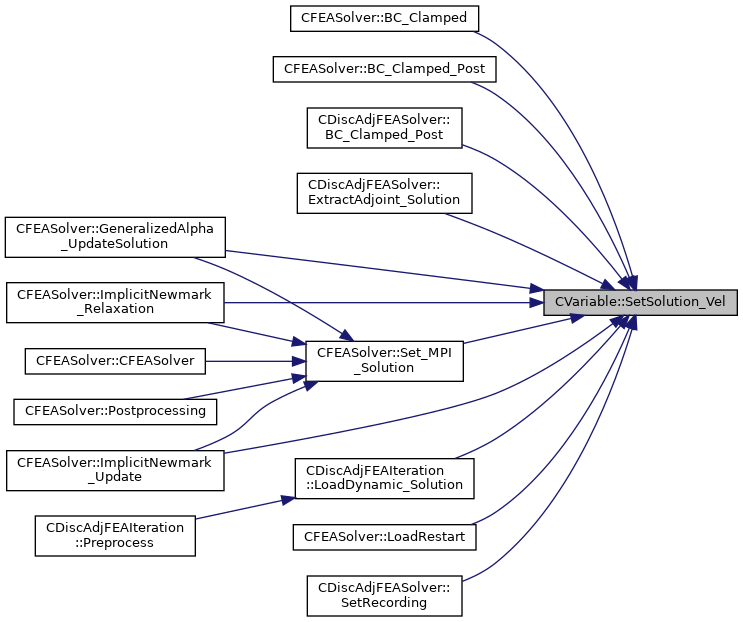 CFEASolver::BC_Clamped
CFEASolver::BC_Clamped_Post
CDiscAdjFEASolver::
BC_Clamped_Post
CDiscAdjFEASolver::
ExtractAdjoint_Solution
CFEASolver::GeneralizedAlpha
_UpdateSolution
CFEASolver::ImplicitNewmark
_Relaxation
CVariable::SetSolution_Vel
CFEASolver::Set_MPI
_Solution
CFEASolver::CFEASolver
CFEASolver::Postprocessing
CFEASolver::ImplicitNewmark
_Update
CDiscAdjFEAIteration
::LoadDynamic_Solution
CDiscAdjFEAIteration
::Preprocess
CFEASolver::LoadRestart
CDiscAdjFEASolver::
SetRecording